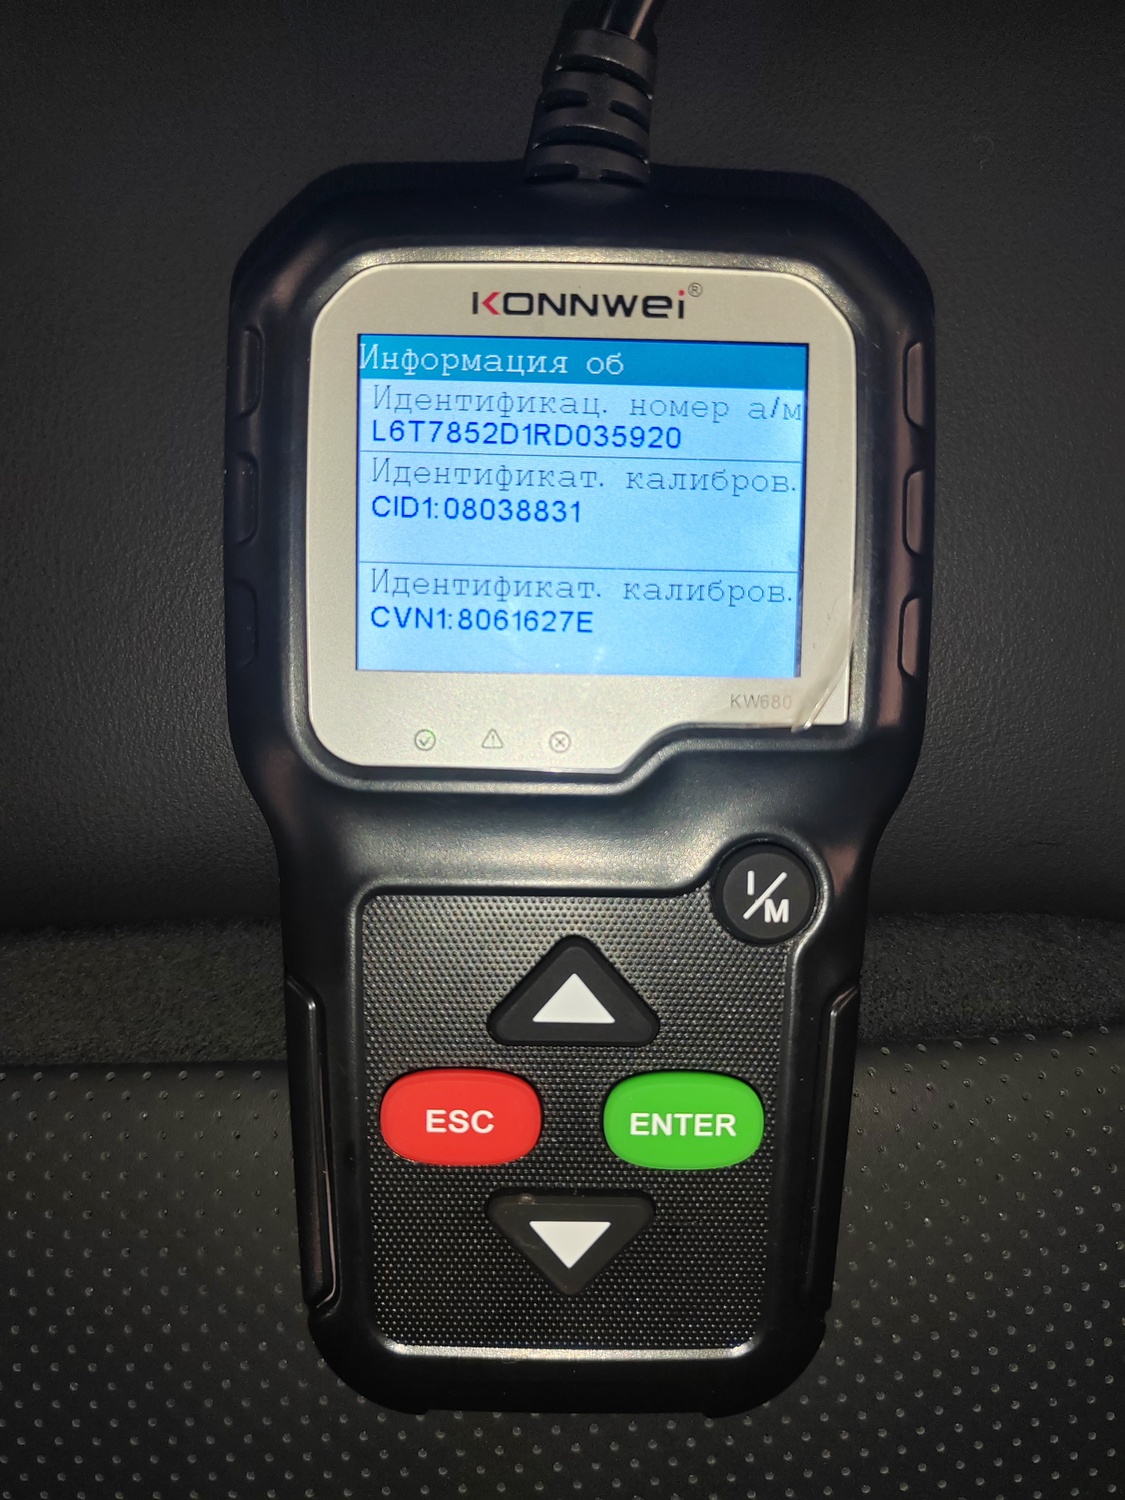 KONNWEI®
Информация об
Идентификац. номер а/м
L6T7852D1RD035920
Идентификат. калибров.
CID1:08038831
Идентификат. калибров.
CVN1:8061627E
KW680
I/M
ESC
ENTER